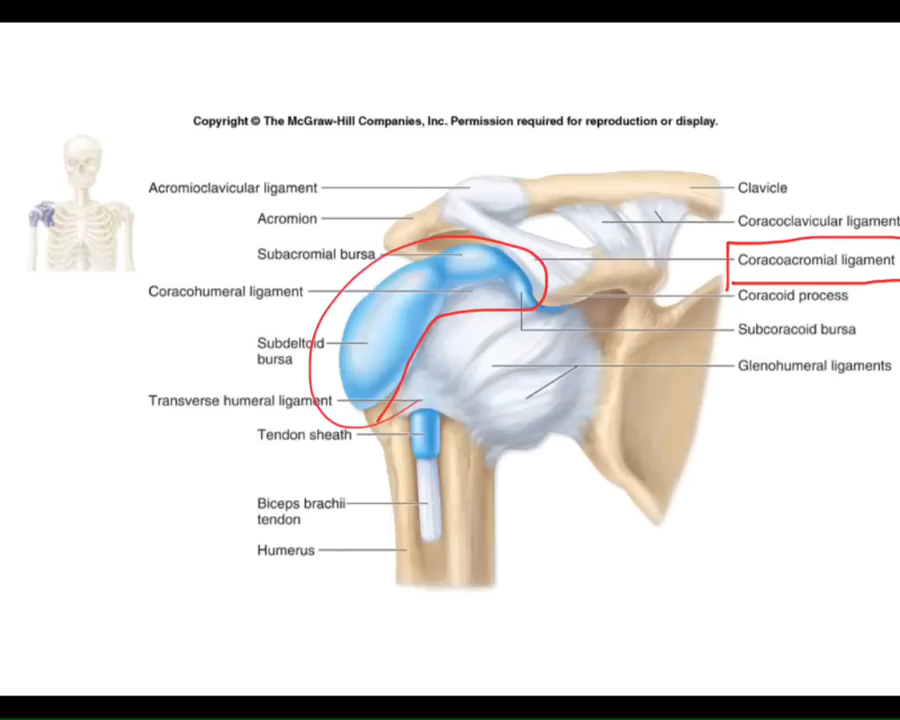 Copyright © The McGraw-Hill Companies, Inc. Permission required for reproduction or display.
Acromioclavicular ligament
Acromion
Subacromial bursa
Coracohumeral ligament
Subdeltoid
bursa
Transverse humeral ligament
Tendon sheath
Biceps brachii
tendon
Humerus
Clavicle
Coracoclavicular ligament
Coracoacromial ligament
Coracoid process
Subcoracoid bursa
Glenohumeral ligaments